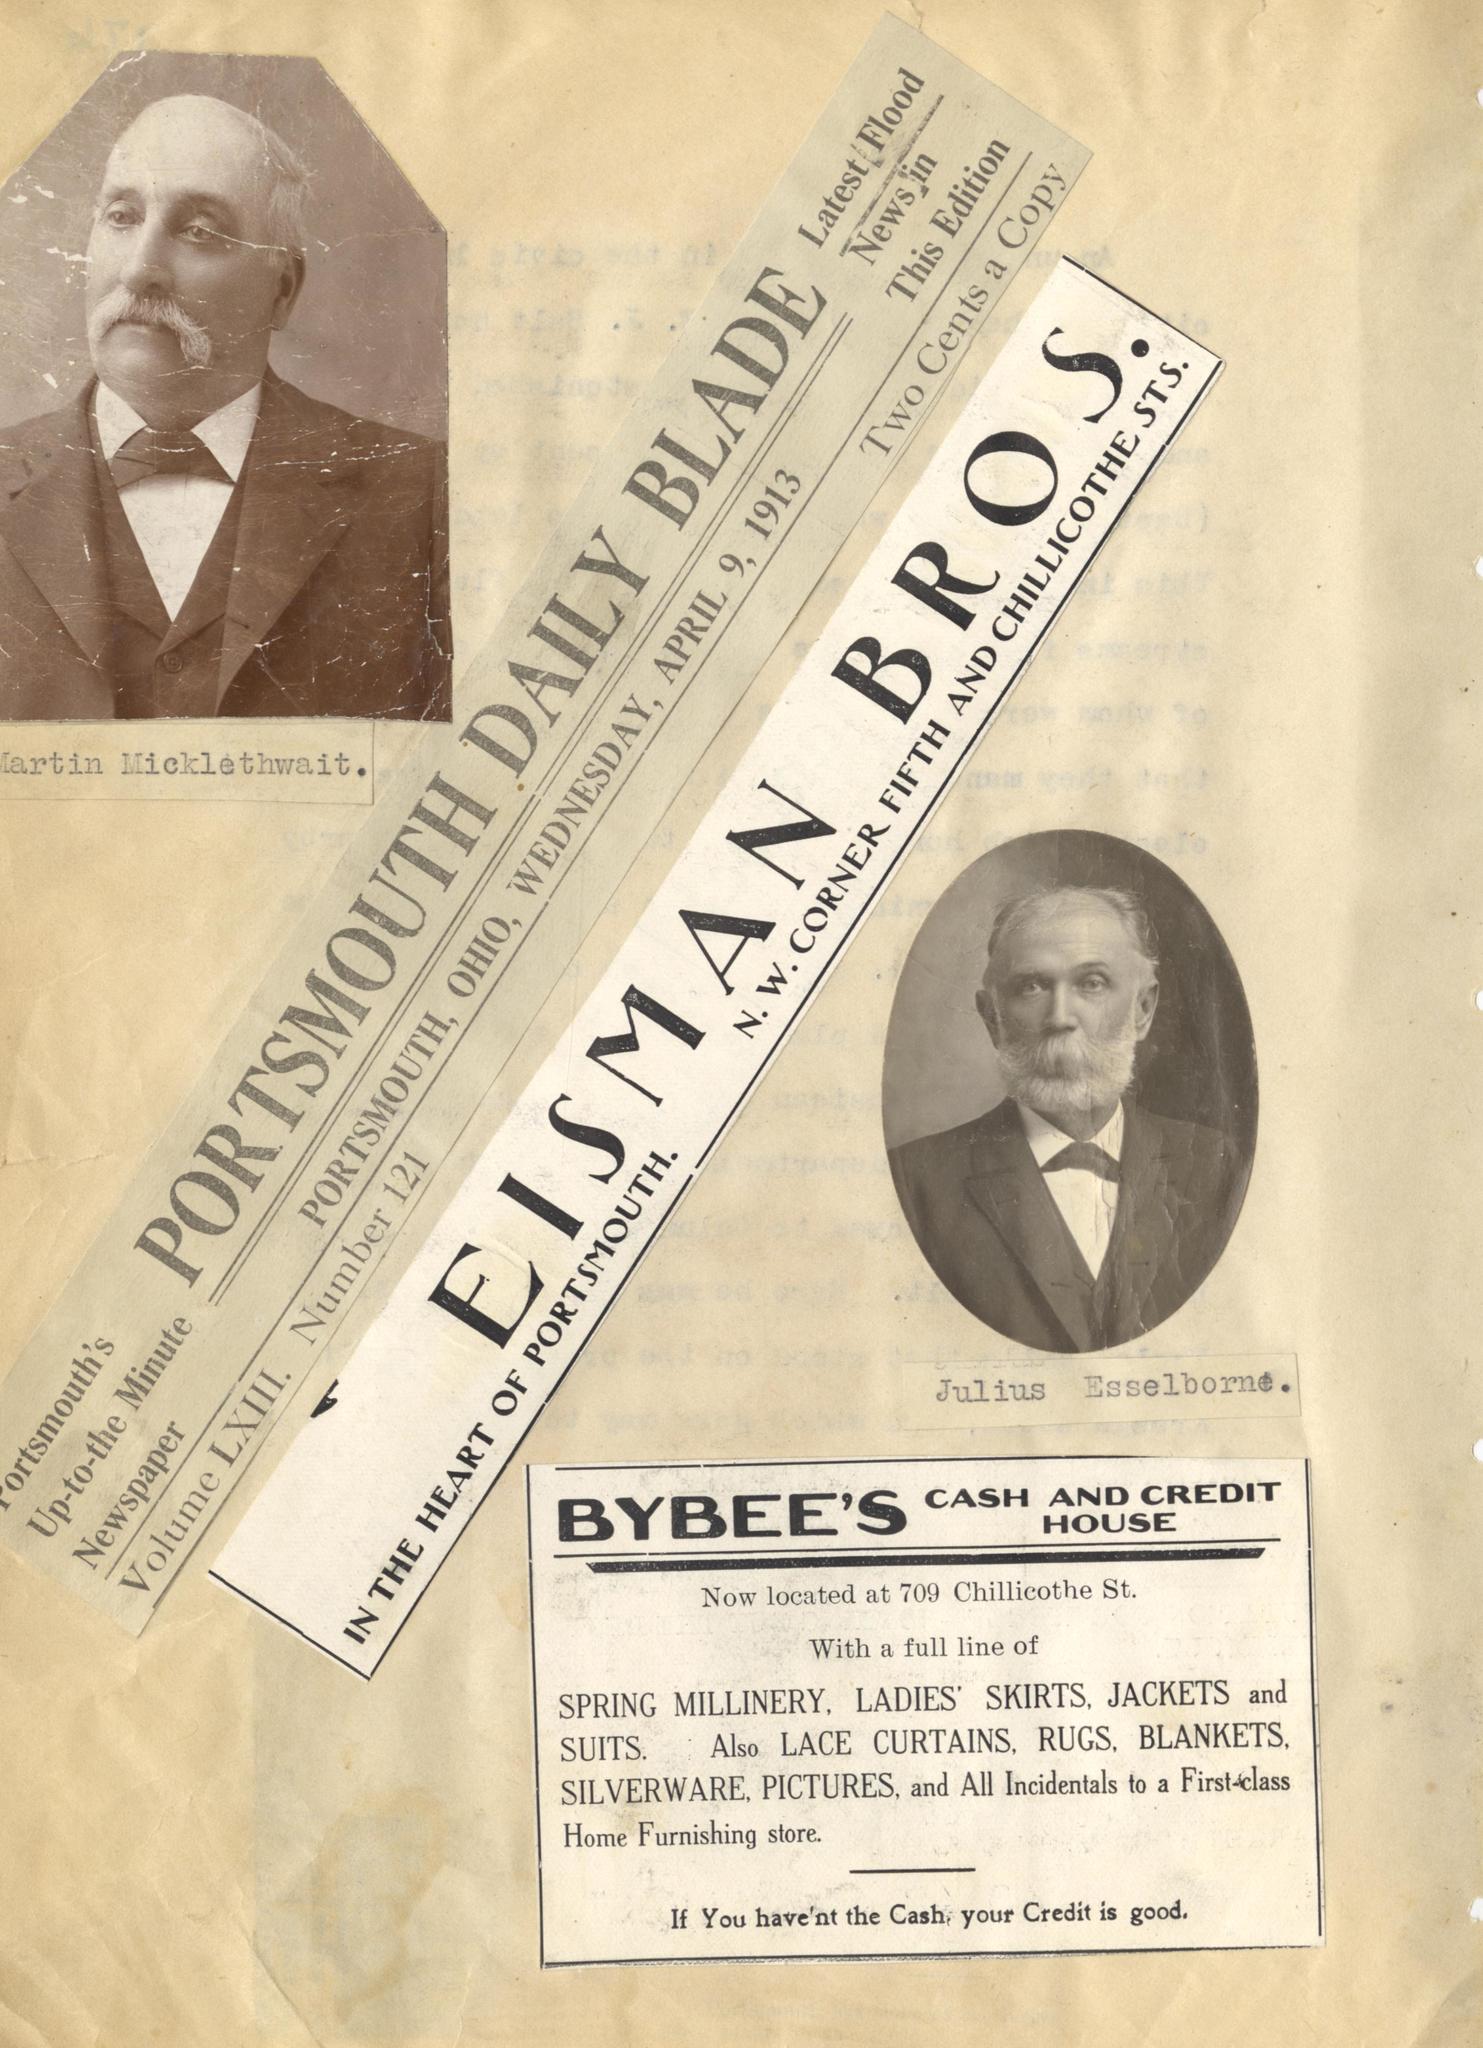 Martin Micklethwait.
Portsmouth's
Up-to-the Minute
Newspaper
PORTSMOUTH DAILY BLADE
Latest Flood
News in
This Edition
Volume LXIII. Number 121
PORTSMOUTH, OHIO, WEDNESDAY, APRIL 9, 1913
Two Cents a Copy
EISMAN BROS.
IN THE HEART OF PORTSMOUTH.
N. W. CORNER FIFTH AND CHILLICOTHE STS.
Julius Esselborne.
BYBEE'S CASH AND CREDIT
HOUSE
Now located at 709 Chillicothe St.
With a full line of
SPRING MILLINERY, LADIES' SKIRTS, JACKETS and
SUITS. Also LACE CURTAINS, RUGS, BLANKETS,
SILVERWARE, PICTURES, and All Incidentals to a First-class
Home Furnishing store.
If You have'nt the Cash, your Credit is good.